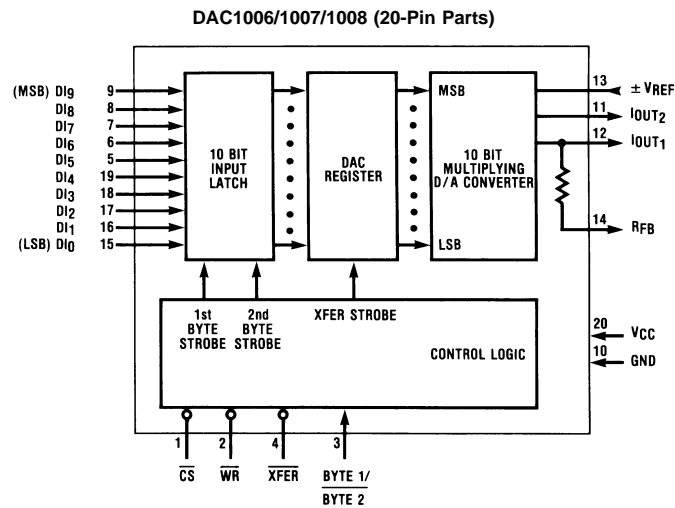 DAC1006/1007/1008 (20-Pin Parts)
(MSB) DI9 9
DI8 8
DI7 7
DI6 6
DI5 5
DI4 19
DI3 18
DI2 17
DI1 16
(LSB) DI0 15
10 BIT
INPUT
LATCH
DAC
REGISTER
MSB
10 BIT
MULTIPLYING
D/A CONVERTER
LSB
13 ± VREF
11 IOUT2
12 IOUT1
14 RFB
1st
BYTE
STROBE
2nd
BYTE
STROBE
XFER STROBE
CONTROL LOGIC
20 VCC
10 GND
1 2 4 3
CS WR XFER BYTE 1/
BYTE 2